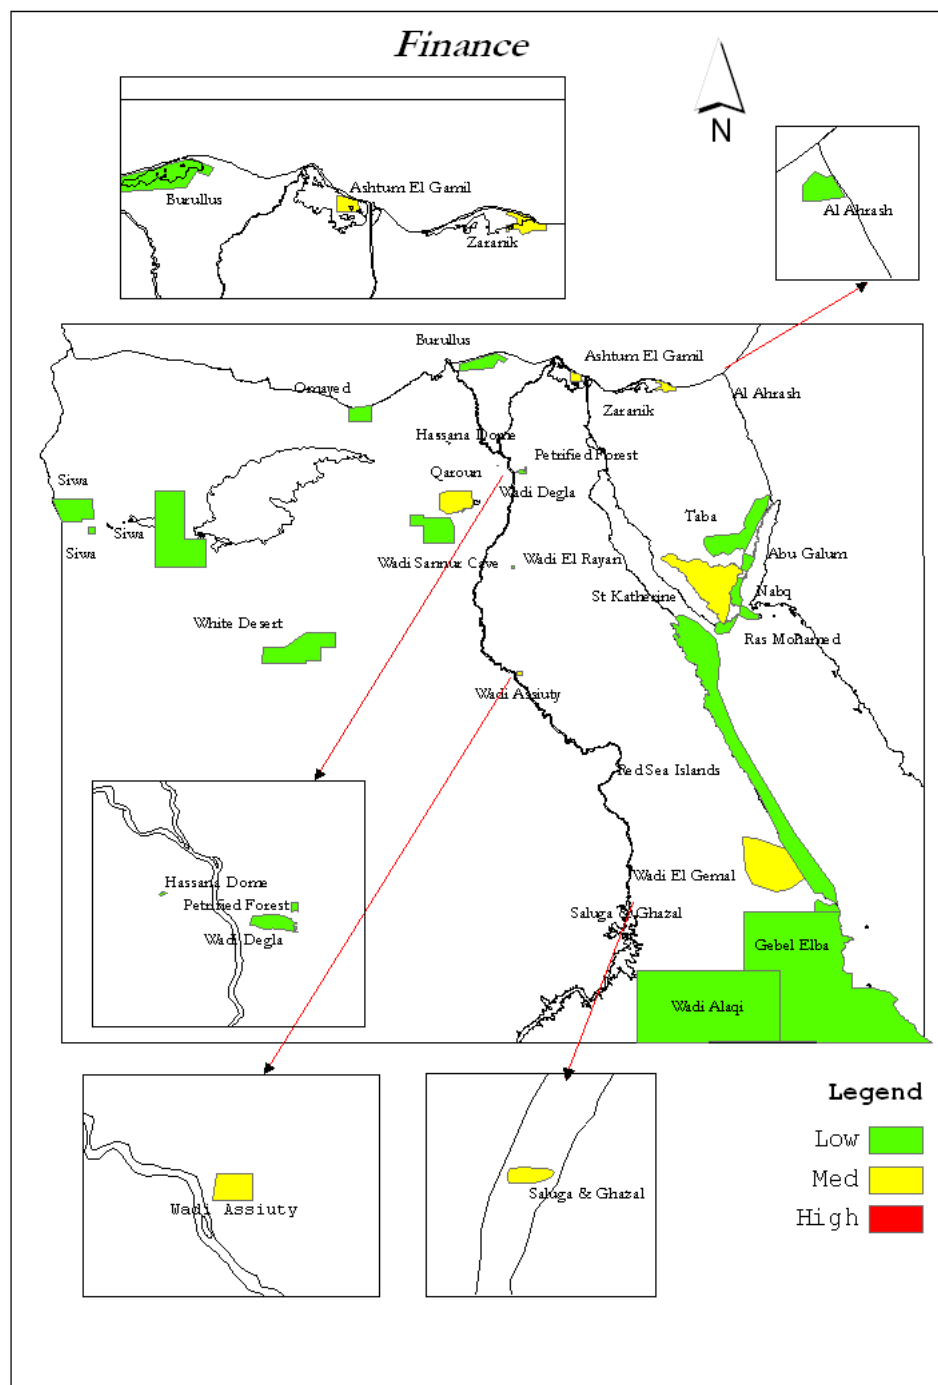 Finance
N
Ashtum El Gamil
Burullus
Al Ahrash
Zaranik
Burullus
Ashtum El Gamil
Omayed
Al Ahrash
Zaranik
Hassana Dome
Petrified Forest
Qaroun
Siwa
Wadi Degla
Taba
Siwa
Siwa
Abu Galum
Wadi Sannur Cave
Wadi El Rayan
Nabq
St Katherine
White Desert
Ras Mohamed
Wadi Assiuty
Red Sea Islands
Wadi El Gemal
Hassana Dome
Petrified Forest
Saluga & Ghazal
Wadi Degla
Gebel Elba
Wadi Alaqi
Legend
Low
Med
High
Saluga & Ghazal
Wadi Assiuty